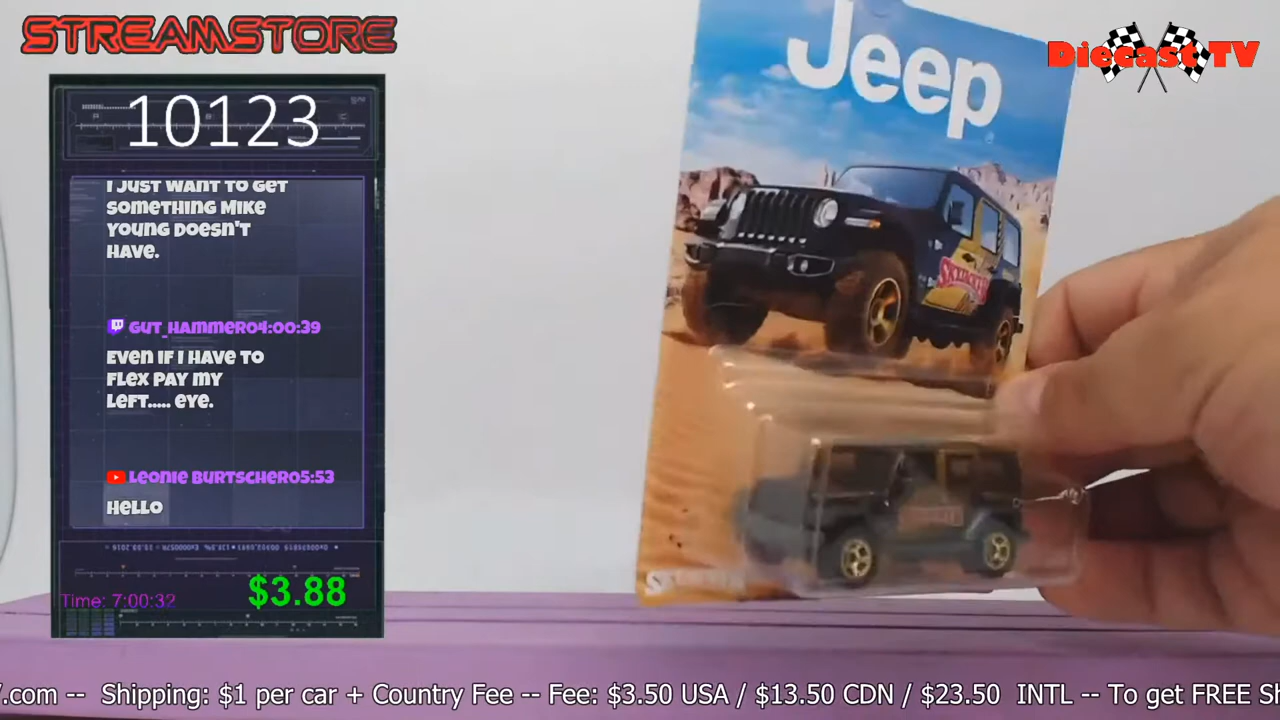 STREAMSTORE
Diecast TV
10123
I JUST WANT TO GET
SOMETHING MIKE
YOUNG DOESN'T
HAVE.
GUT_HAMMER04:00:39
EVEN IF I HAVE TO
FLEX PAY MY
LEFT..... EYE.
LEONIE BURTSCHER05:53
HELLO
Time: 7:00:32
$3.88
Jeep
.com -- Shipping: $1 per car + Country Fee -- Fee: $3.50 USA / $13.50 CDN / $23.50 INTL -- To get FREE